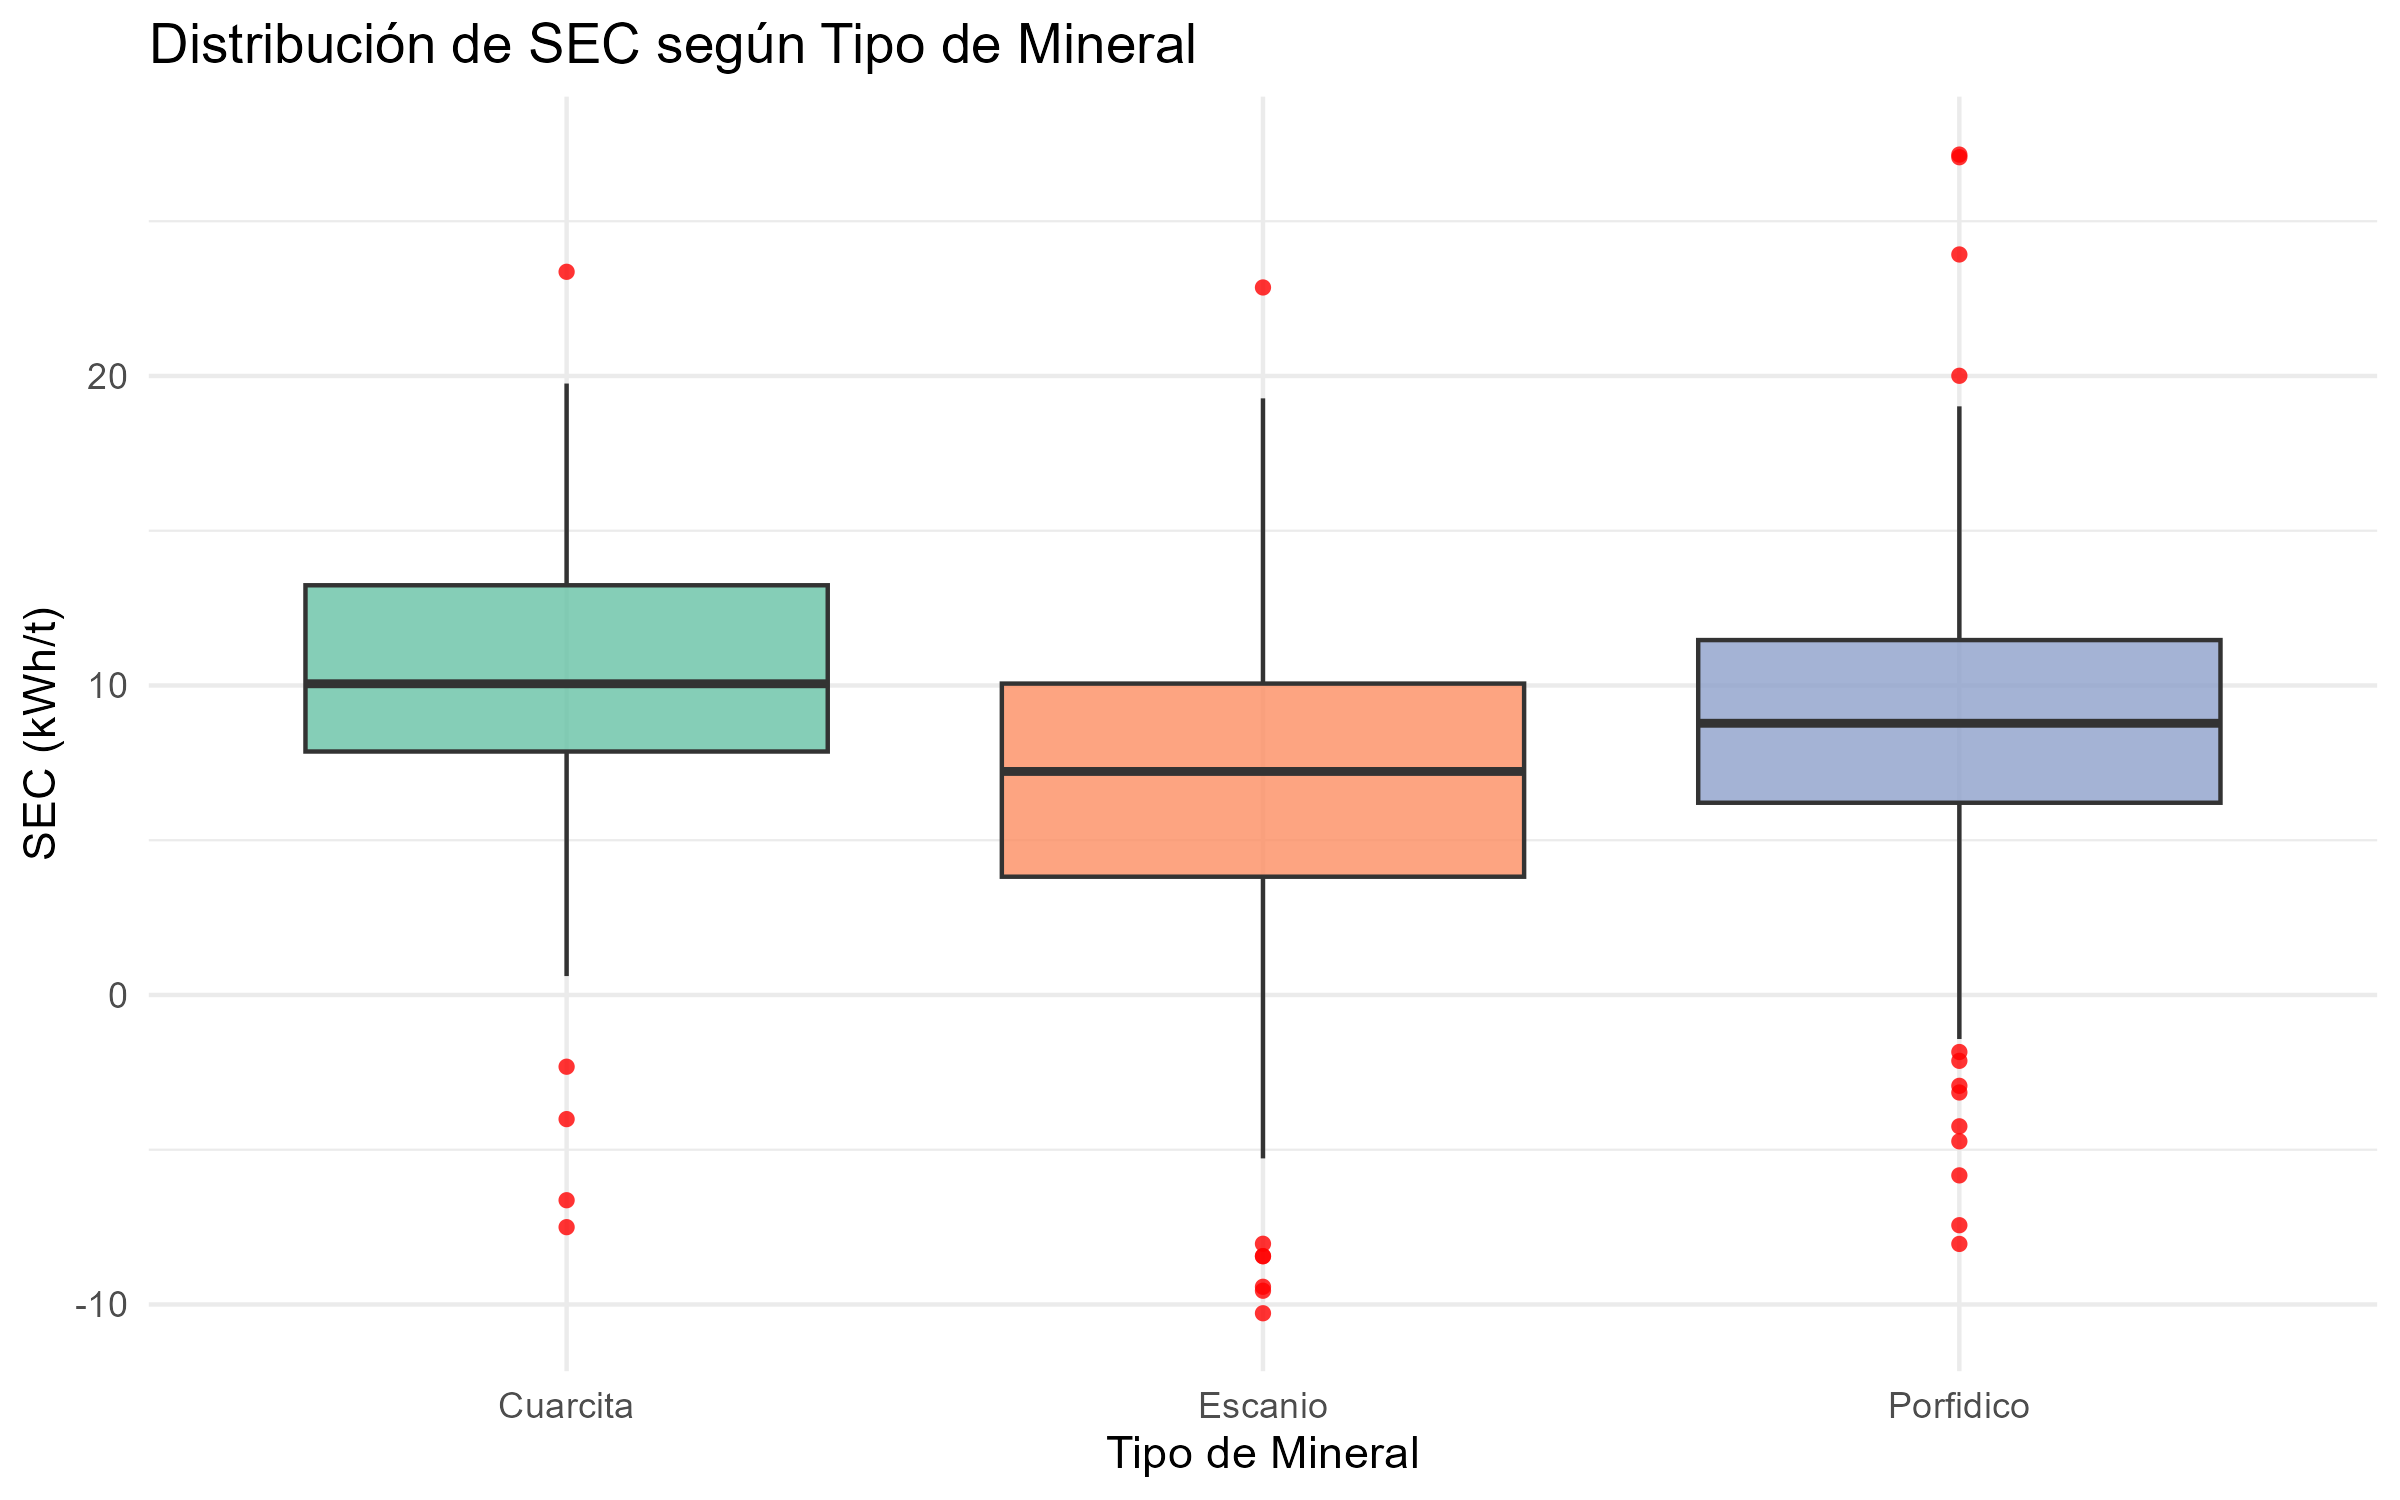 Distribución de SEC según Tipo de Mineral
SEC (kWh/t)
20
10
0
-10
Cuarcita
Escanio
Porfidico
Tipo de Mineral